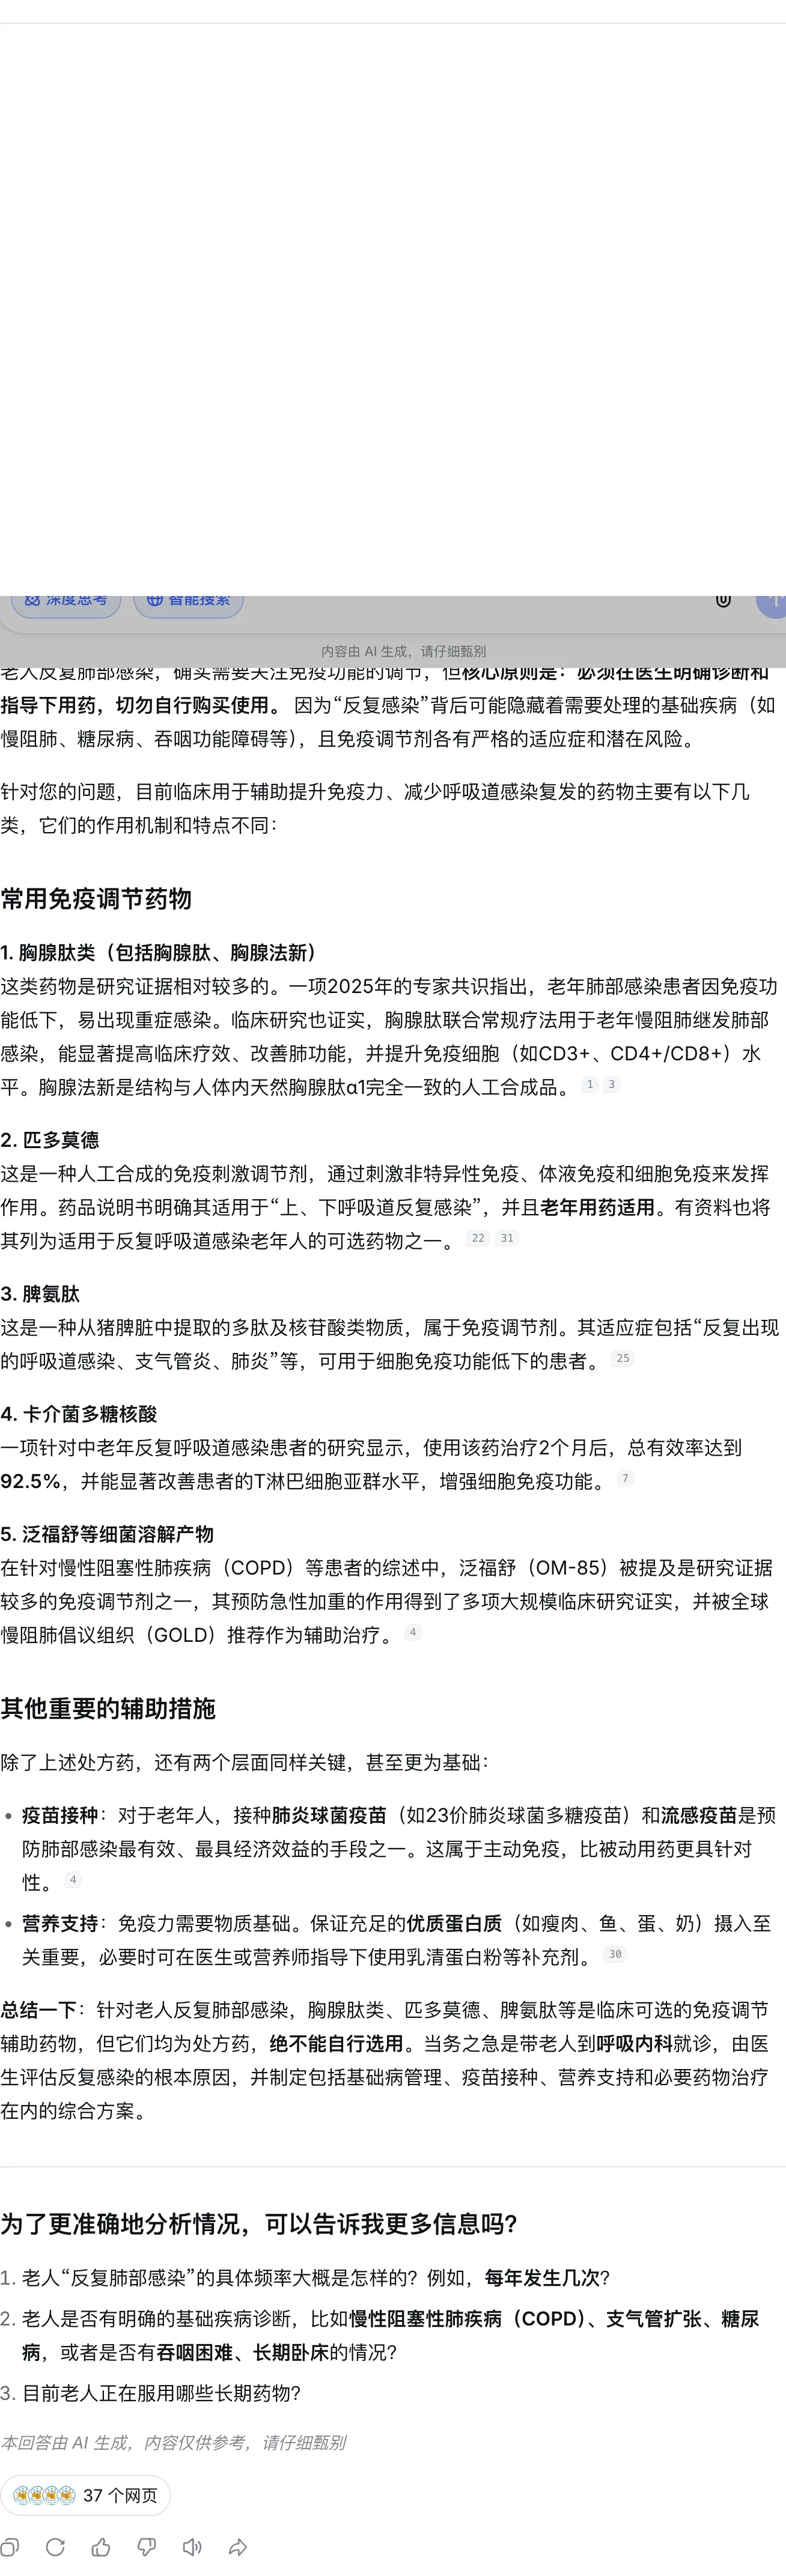 深度思考 智能搜索
内容由 AI 生成，请仔细甄别
老人反复肺部感染，确实需要关注免疫功能的调节，但核心原则是：必须在医生明确诊断和
指导下用药，切勿自行购买使用。 因为“反复感染”背后可能隐藏着需要处理的基础疾病（如
慢阻肺、糖尿病、吞咽功能障碍等），且免疫调节剂各有严格的适应症和潜在风险。
针对您的问题，目前临床用于辅助提升免疫力、减少呼吸道感染复发的药物主要有以下几
类，它们的作用机制和特点不同：
常用免疫调节药物
1. 胸腺肽类（包括胸腺肽、胸腺法新）
这类药物是研究证据相对较多的。一项2025年的专家共识指出，老年肺部感染患者因免疫功
能低下，易出现重症感染。临床研究也证实，胸腺肽联合常规疗法用于老年慢阻肺继发肺部
感染，能显著提高临床疗效、改善肺功能，并提升免疫细胞（如CD3+、CD4+/CD8+）水
平。胸腺法新是结构与人体内天然胸腺肽α1完全一致的人工合成品。 1 3
2. 匹多莫德
这是一种人工合成的免疫刺激调节剂，通过刺激非特异性免疫、体液免疫和细胞免疫来发挥
作用。药品说明书明确其适用于“上、下呼吸道反复感染”，并且老年用药适用。有资料也将
其列为适用于反复呼吸道感染老年人的可选药物之一。 22 31
3. 脾氨肽
这是一种从猪脾脏中提取的多肽及核苷酸类物质，属于免疫调节剂。其适应症包括“反复出现
的呼吸道感染、支气管炎、肺炎”等，可用于细胞免疫功能低下的患者。 25
4. 卡介菌多糖核酸
一项针对中老年反复呼吸道感染患者的研究显示，使用该药治疗2个月后，总有效率达到
92.5%，并能显著改善患者的T淋巴细胞亚群水平，增强细胞免疫功能。 7
5. 泛福舒等细菌溶解产物
在针对慢性阻塞性肺疾病（COPD）等患者的综述中，泛福舒（OM-85）被提及是研究证据
较多的免疫调节剂之一，其预防急性加重的作用得到了多项大规模临床研究证实，并被全球
慢阻肺倡议组织（GOLD）推荐作为辅助治疗。 4
其他重要的辅助措施
除了上述处方药，还有两个层面同样关键，甚至更为基础：
• 疫苗接种：对于老年人，接种肺炎球菌疫苗（如23价肺炎球菌多糖疫苗）和流感疫苗是预
防肺部感染最有效、最具经济效益的手段之一。这属于主动免疫，比被动用药更具针对
性。 4
• 营养支持：免疫力需要物质基础。保证充足的优质蛋白质（如瘦肉、鱼、蛋、奶）摄入至
关重要，必要时可在医生或营养师指导下使用乳清蛋白粉等补充剂。 30
总结一下：针对老人反复肺部感染，胸腺肽类、匹多莫德、脾氨肽等是临床可选的免疫调节
辅助药物，但它们均为处方药，绝不能自行选用。当务之急是带老人到呼吸内科就诊，由医
生评估反复感染的根本原因，并制定包括基础病管理、疫苗接种、营养支持和必要药物治疗
在内的综合方案。
为了更准确地分析情况，可以告诉我更多信息吗？
1. 老人“反复肺部感染”的具体频率大概是怎样的？例如，每年发生几次？
2. 老人是否有明确的基础疾病诊断，比如慢性阻塞性肺疾病（COPD）、支气管扩张、糖尿
病，或者是否有吞咽困难、长期卧床的情况？
3. 目前老人正在服用哪些长期药物？
本回答由 AI 生成，内容仅供参考，请仔细甄别
37 个网页